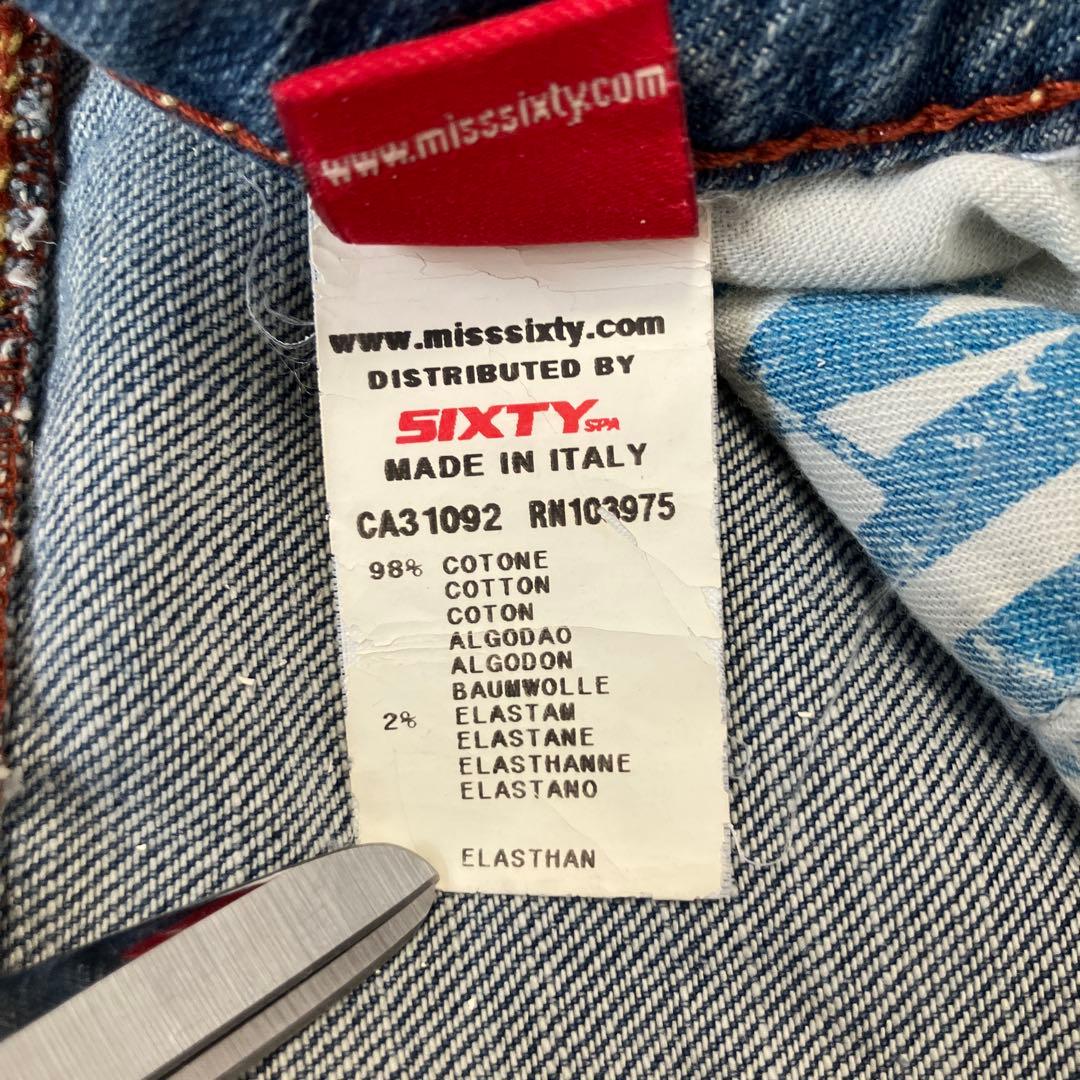 www.misssixty.com
www.misssixty.com
DISTRIBUTED BY
SIXTY SPA
MADE IN ITALY
CA31092 RN103975
98% COTONE
COTTON
COTON
ALGODAO
ALGODON
BAUMWOLLE
2% ELASTAM
ELASTANE
ELASTHANNE
ELASTANO
ELASTHAN